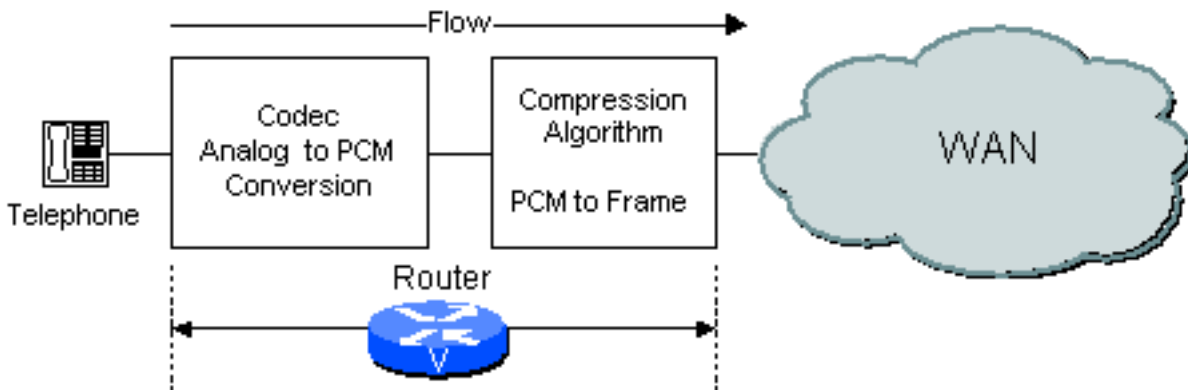 Flow
Codec
Analog to PCM
Conversion
Compression
Algorithm
PCM to Frame
WAN
Telephone
Router
V